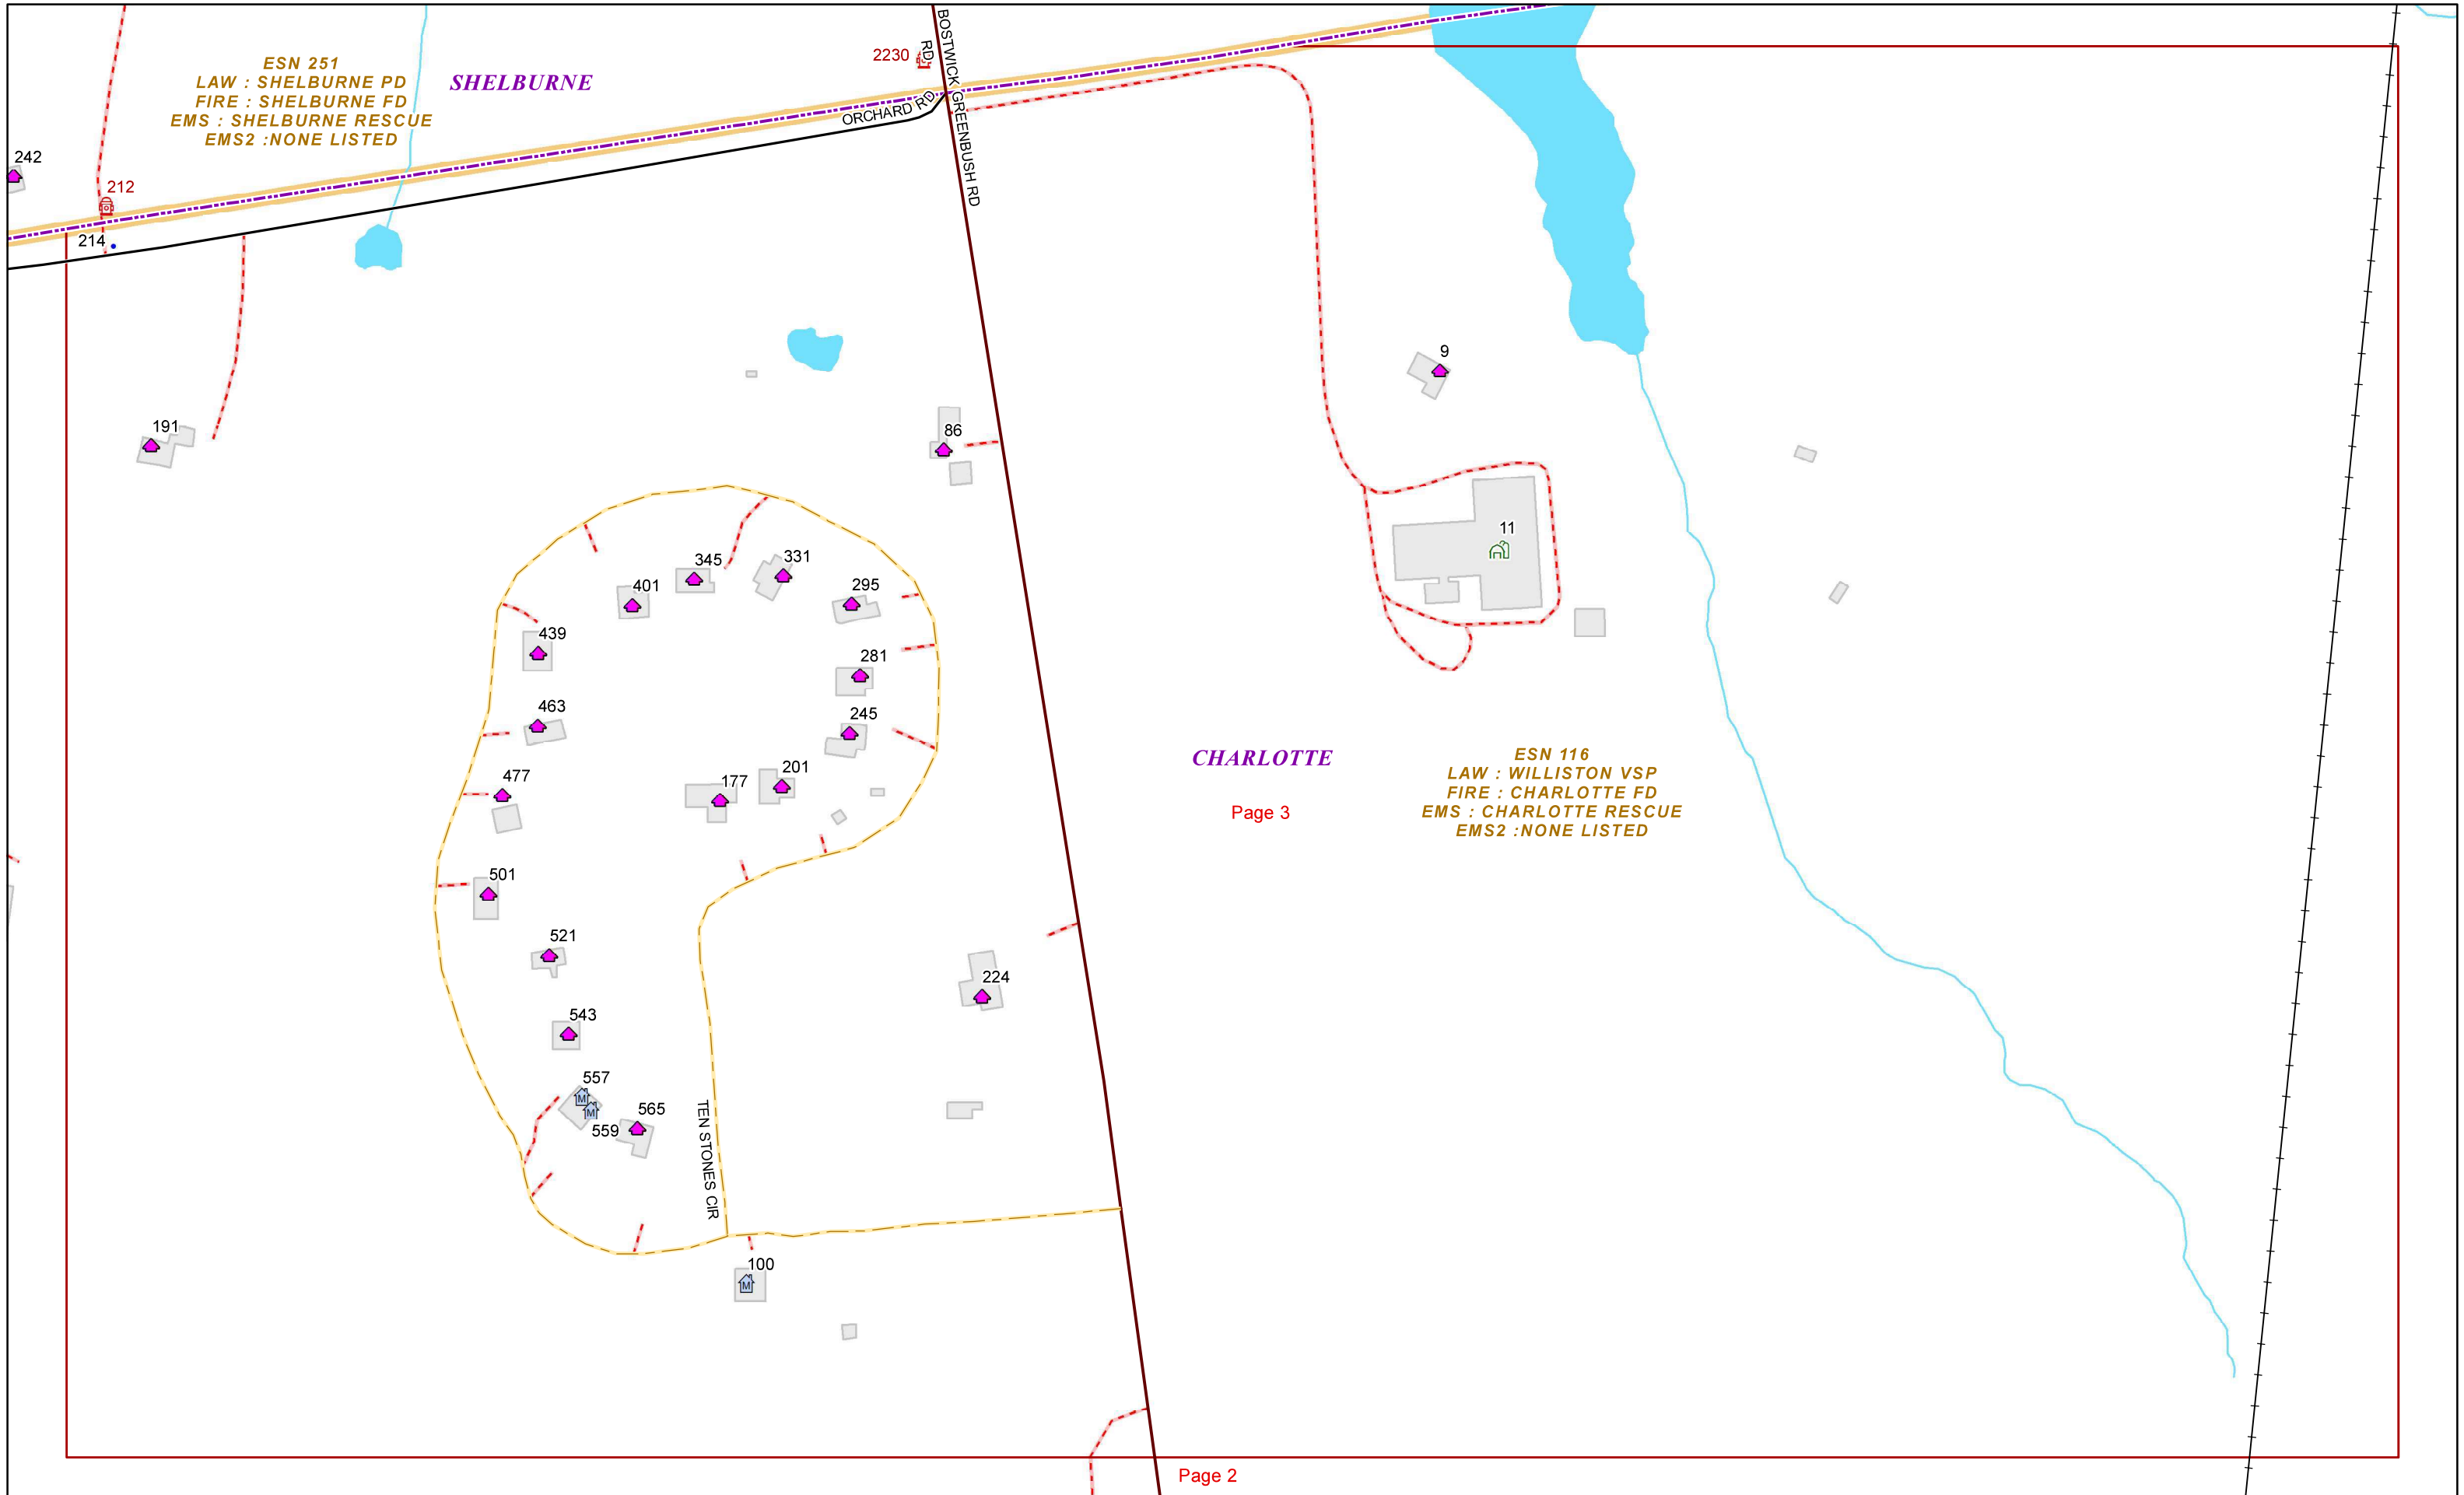 BOSTWICK
RD
2230
ESN 251
LAW : SHELBURNE PD
FIRE : SHELBURNE FD
EMS : SHELBURNE RESCUE
EMS2 :NONE LISTED
SHELBURNE
ORCHARD RD
GREENBUSH RD
242
212
214
9
191
86
11
345
331
401
295
439
281
463
245
477
177
201
CHARLOTTE
Page 3
ESN 116
LAW : WILLISTON VSP
FIRE : CHARLOTTE FD
EMS : CHARLOTTE RESCUE
EMS2 :NONE LISTED
501
521
224
543
557
M
M
559
565
TEN STONES CIR
100
M
Page 2